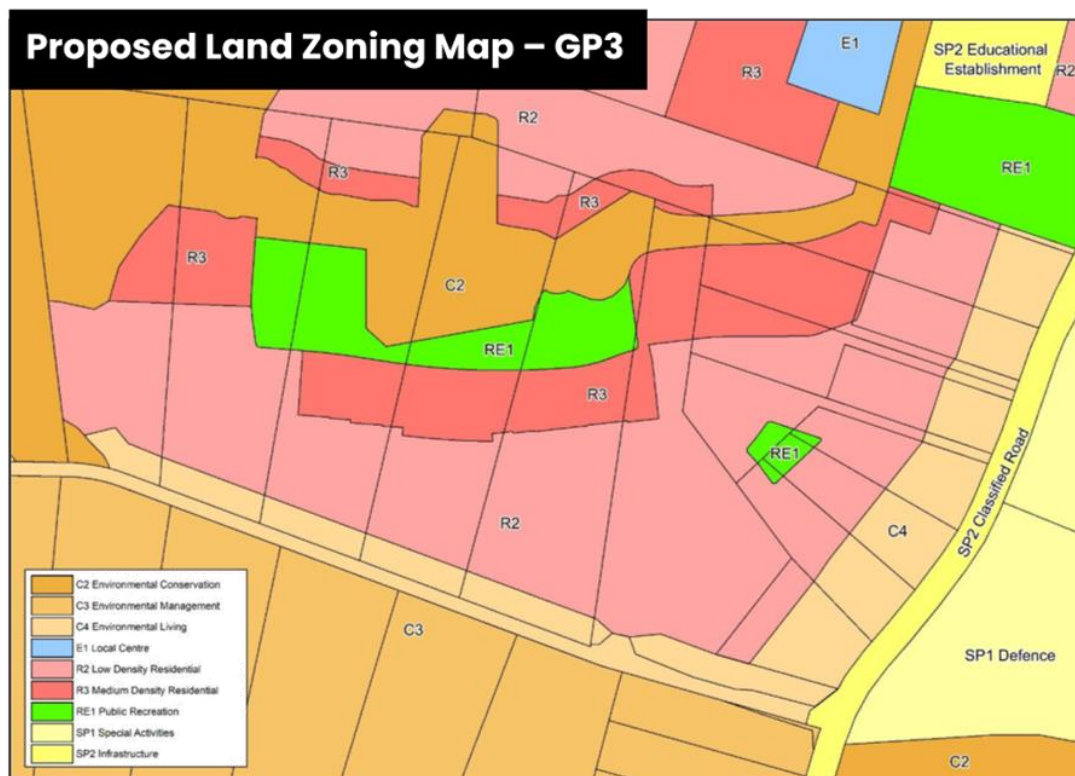 Proposed Land Zoning Map – GP3
E1
SP2 Educational
Establishment
R3
R2
R2
RE1
R3
R3
R3
C2
RE1
R3
RE1
R2
C4
SP2 Classified Road
C3
SP1 Defence
C2
C2 Environmental Conservation
C3 Environmental Management
C4 Environmental Living
E1 Local Centre
R2 Low Density Residential
R3 Medium Density Residential
RE1 Public Recreation
SP1 Special Activities
SP2 Infrastructure